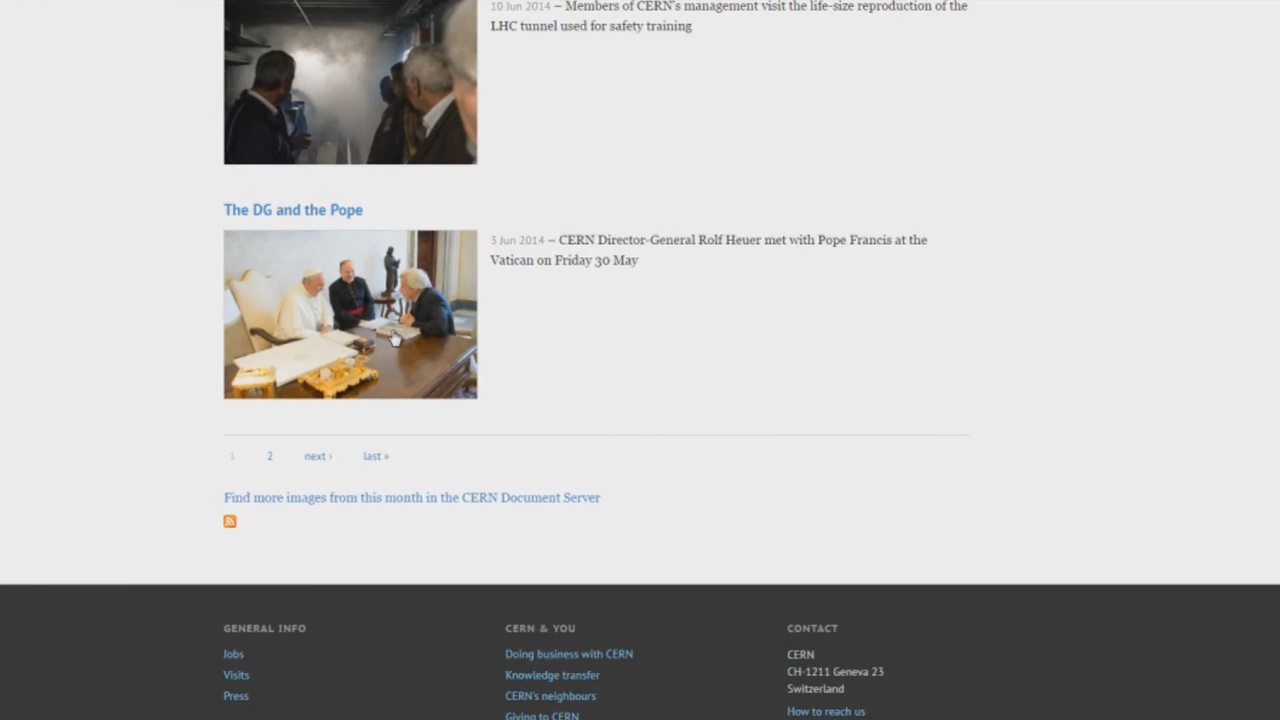 10 Jun 2014 – Members of CERN's management visit the life-size reproduction of the
LHC tunnel used for safety training
The DG and the Pope
3 Jun 2014 – CERN Director-General Rolf Heuer met with Pope Francis at the
Vatican on Friday 30 May
1 2 next › last »
Find more images from this month in the CERN Document Server
GENERAL INFO
Jobs
Visits
Press
CERN & YOU
Doing business with CERN
Knowledge transfer
CERN's neighbours
Giving to CERN
CONTACT
CERN
CH-1211 Geneva 23
Switzerland
How to reach us